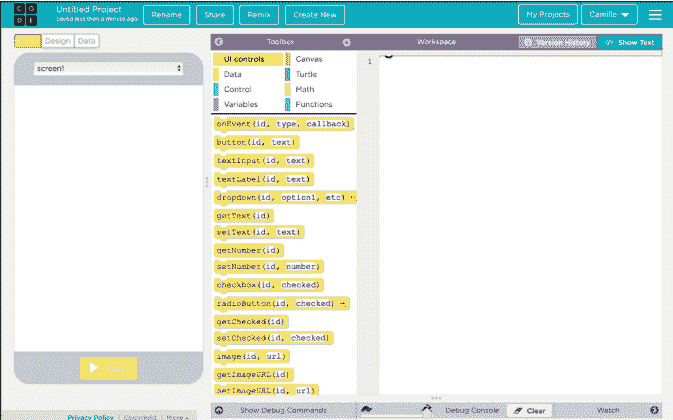 CO
DE
Untitled Project
Saved less than a minute ago
Rename
Share
Remix
Create New
My Projects
Camille
Design
Data
screen1
Toolbox
UI controls
Canvas
Data
Turtle
Control
Math
Variables
Functions
onEvent(id, type, callback)
button(id, text)
textInput(id, text)
textLabel(id, text)
dropdown(id, option1, etc)
getText(id)
setText(id, text)
getNumber(id)
setNumber(id, number)
checkbox(id, checked)
radioButton(id, checked)
getChecked(id)
setChecked(id, checked)
image(id, url)
getImageURL(id)
setImageURL(id, url)
Workspace
Version History
</> Show Text
1
Privacy Policy | Copyright | More
Show Debug Commands
Debug Console
Clear
Watch